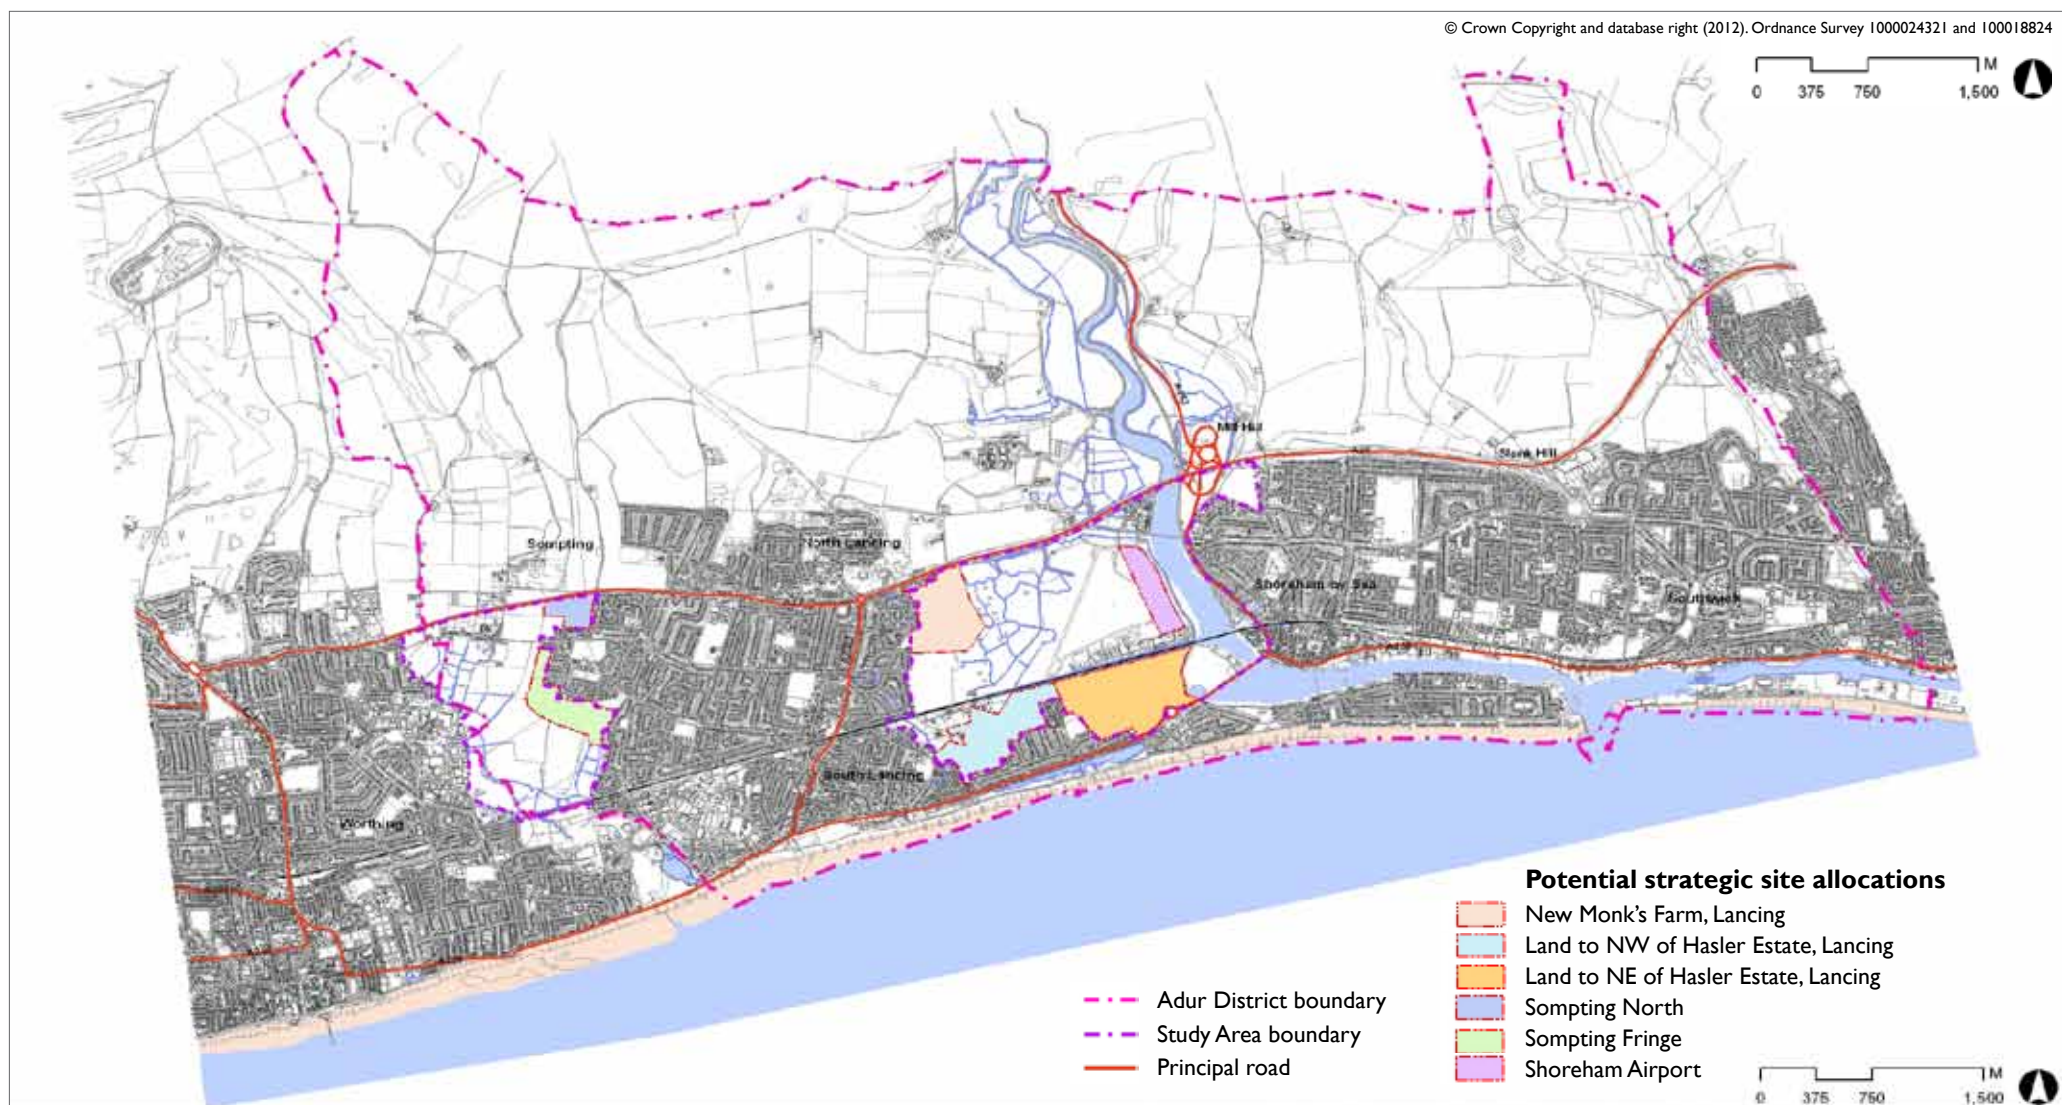 © Crown Copyright and database right (2012). Ordnance Survey 1000024321 and 100018824
M
0 375 750 1,500
Mill Hill
Slonk Hill
Sompting
North Lancing
Shoreham by Sea
Southwick
South Lancing
Worthing
Potential strategic site allocations
New Monk's Farm, Lancing
Land to NW of Hasler Estate, Lancing
Land to NE of Hasler Estate, Lancing
Sompting North
Sompting Fringe
Shoreham Airport
Adur District boundary
Study Area boundary
Principal road
M
0 375 750 1,500